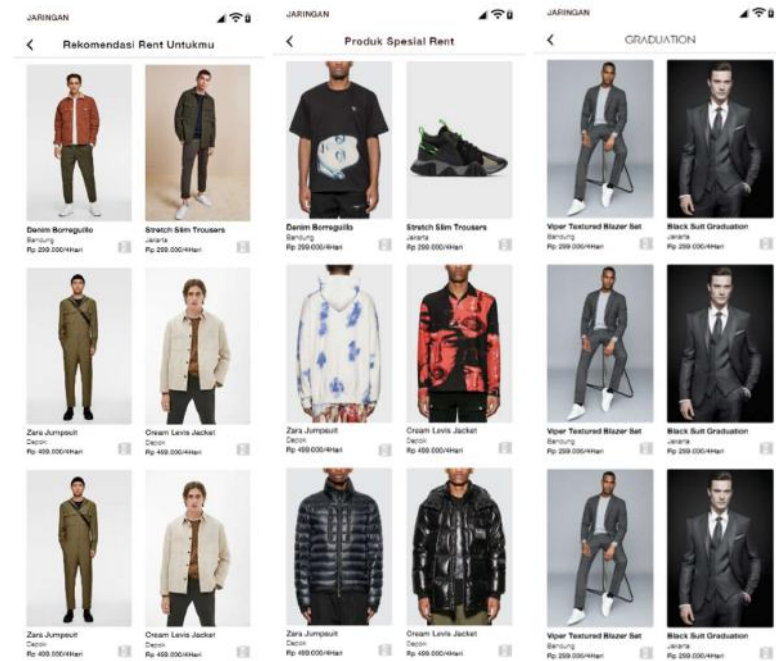 JARINGAN
Rekomendasi Rent Untukmu
Denim Borreguillo
Bandung
Rp 299.000/4Hari
Stretch Slim Trousers
Jakarta
Rp 299.000/4Hari
Zara Jumpsuit
Depok
Rp 499.000/4Hari
Cream Levis Jacket
Depok
Rp 499.000/4Hari
Zara Jumpsuit
Depok
Rp 499.000/4Hari
Cream Levis Jacket
Depok
Rp 499.000/4Hari
JARINGAN
Produk Spesial Rent
Denim Borreguillo
Bandung
Rp 299.000/4Hari
Stretch Slim Trousers
Jakarta
Rp 299.000/4Hari
Zara Jumpsuit
Depok
Rp 499.000/4Hari
Cream Levis Jacket
Depok
Rp 499.000/4Hari
Zara Jumpsuit
Depok
Rp 499.000/4Hari
Cream Levis Jacket
Depok
Rp 499.000/4Hari
JARINGAN
GRADUATION
Viper Textured Blazer Set
Bandung
Rp 299.000/4Hari
Black Suit Graduation
Jakarta
Rp 299.000/4Hari
Viper Textured Blazer Set
Bandung
Rp 299.000/4Hari
Black Suit Graduation
Jakarta
Rp 299.000/4Hari
Viper Textured Blazer Set
Bandung
Rp 299.000/4Hari
Black Suit Graduation
Jakarta
Rp 299.000/4Hari